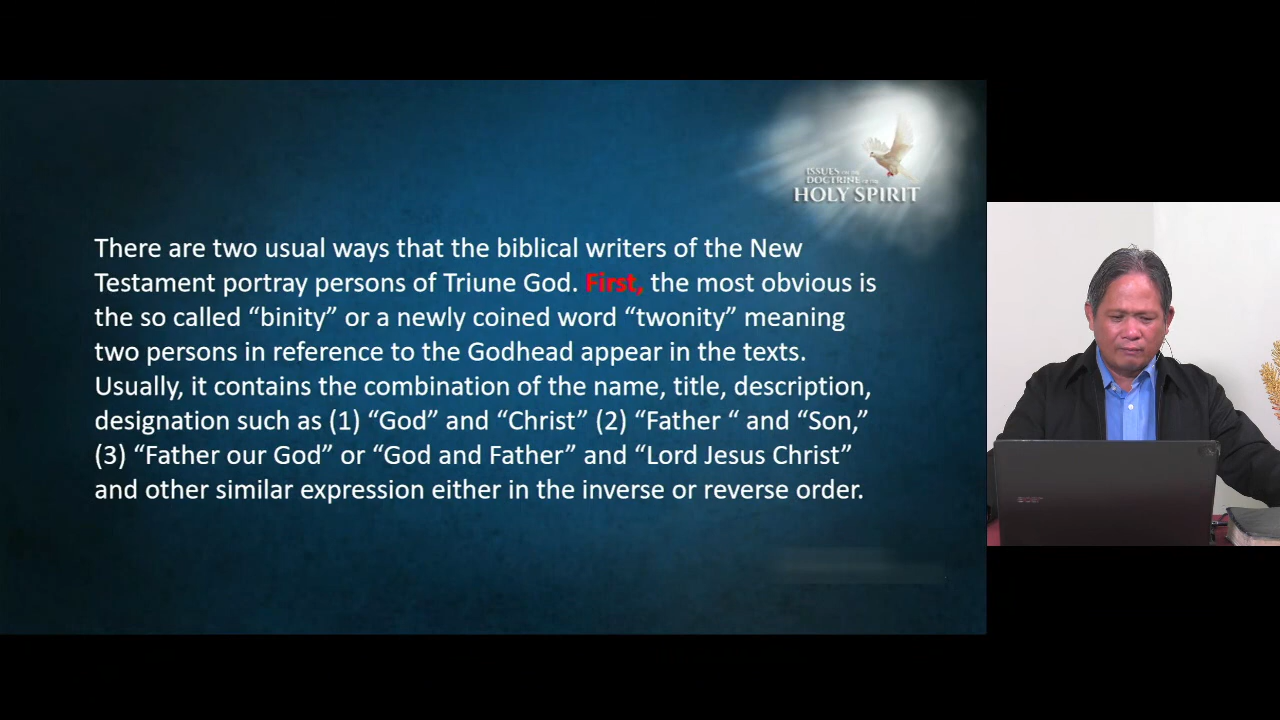 ISSUES ON THE
DOCTRINE OF THE
HOLY SPIRIT
There are two usual ways that the biblical writers of the New
Testament portray persons of Triune God. First, the most obvious is
the so called “binity” or a newly coined word “twonity” meaning
two persons in reference to the Godhead appear in the texts.
Usually, it contains the combination of the name, title, description,
designation such as (1) “God” and “Christ” (2) “Father “ and “Son,”
(3) “Father our God” or “God and Father” and “Lord Jesus Christ”
and other similar expression either in the inverse or reverse order.
acer